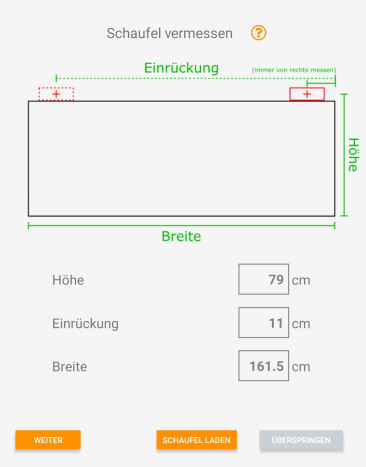 Schaufel vermessen ?
Einrückung (immer von rechts messen)
Höhe
Breite
Höhe 79 cm
Einrückung 11 cm
Breite 161.5 cm
WEITER SCHAUFEL LADEN ÜBERSPRINGEN